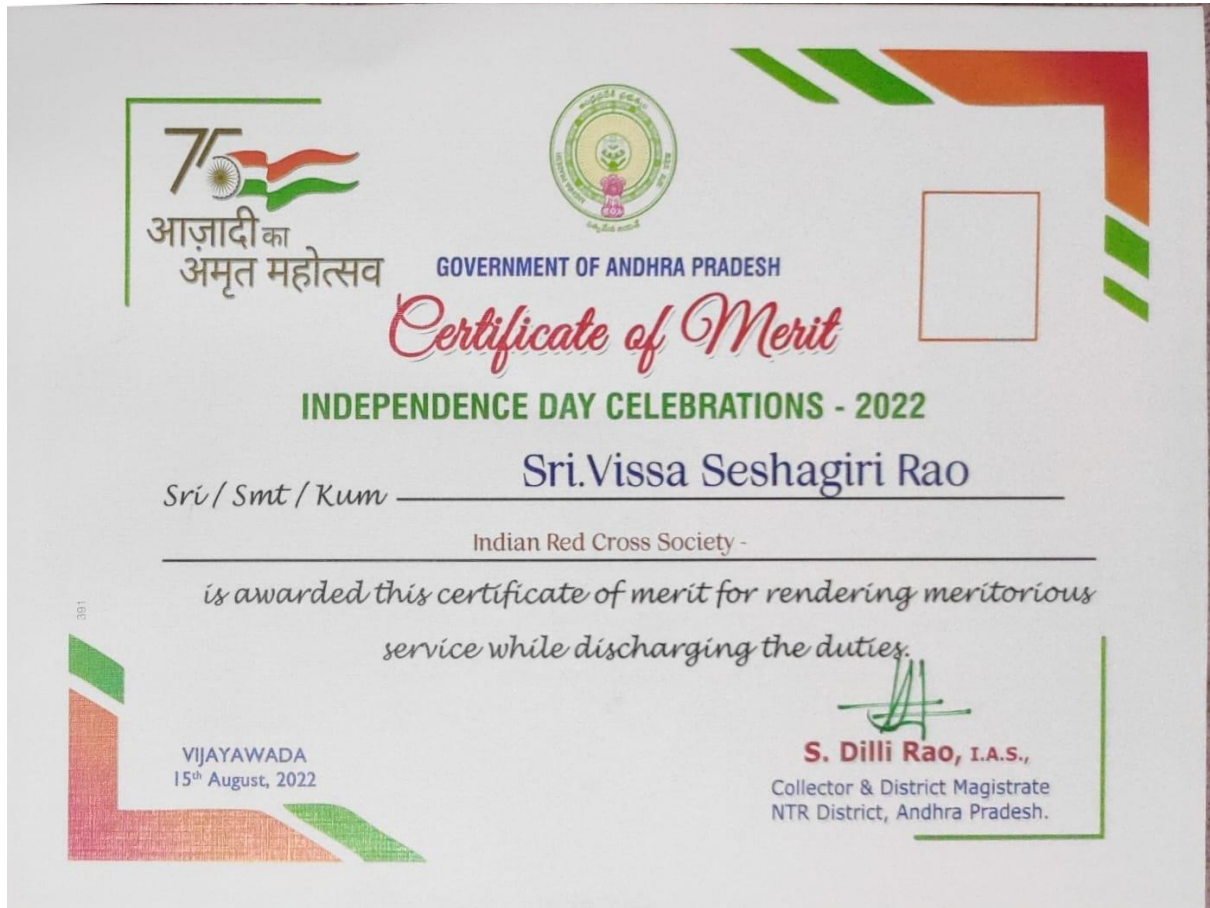 75
आज़ादी का
अमृत महोत्सव
GOVERNMENT OF ANDHRA PRADESH
Certificate of Merit
INDEPENDENCE DAY CELEBRATIONS - 2022
Sri / Smt / Kum Sri.Vissa Seshagiri Rao
Indian Red Cross Society -
is awarded this certificate of merit for rendering meritorious
service while discharging the duties.
391
VIJAYAWADA
15th August, 2022
S. Dilli Rao, I.A.S.,
Collector & District Magistrate
NTR District, Andhra Pradesh.